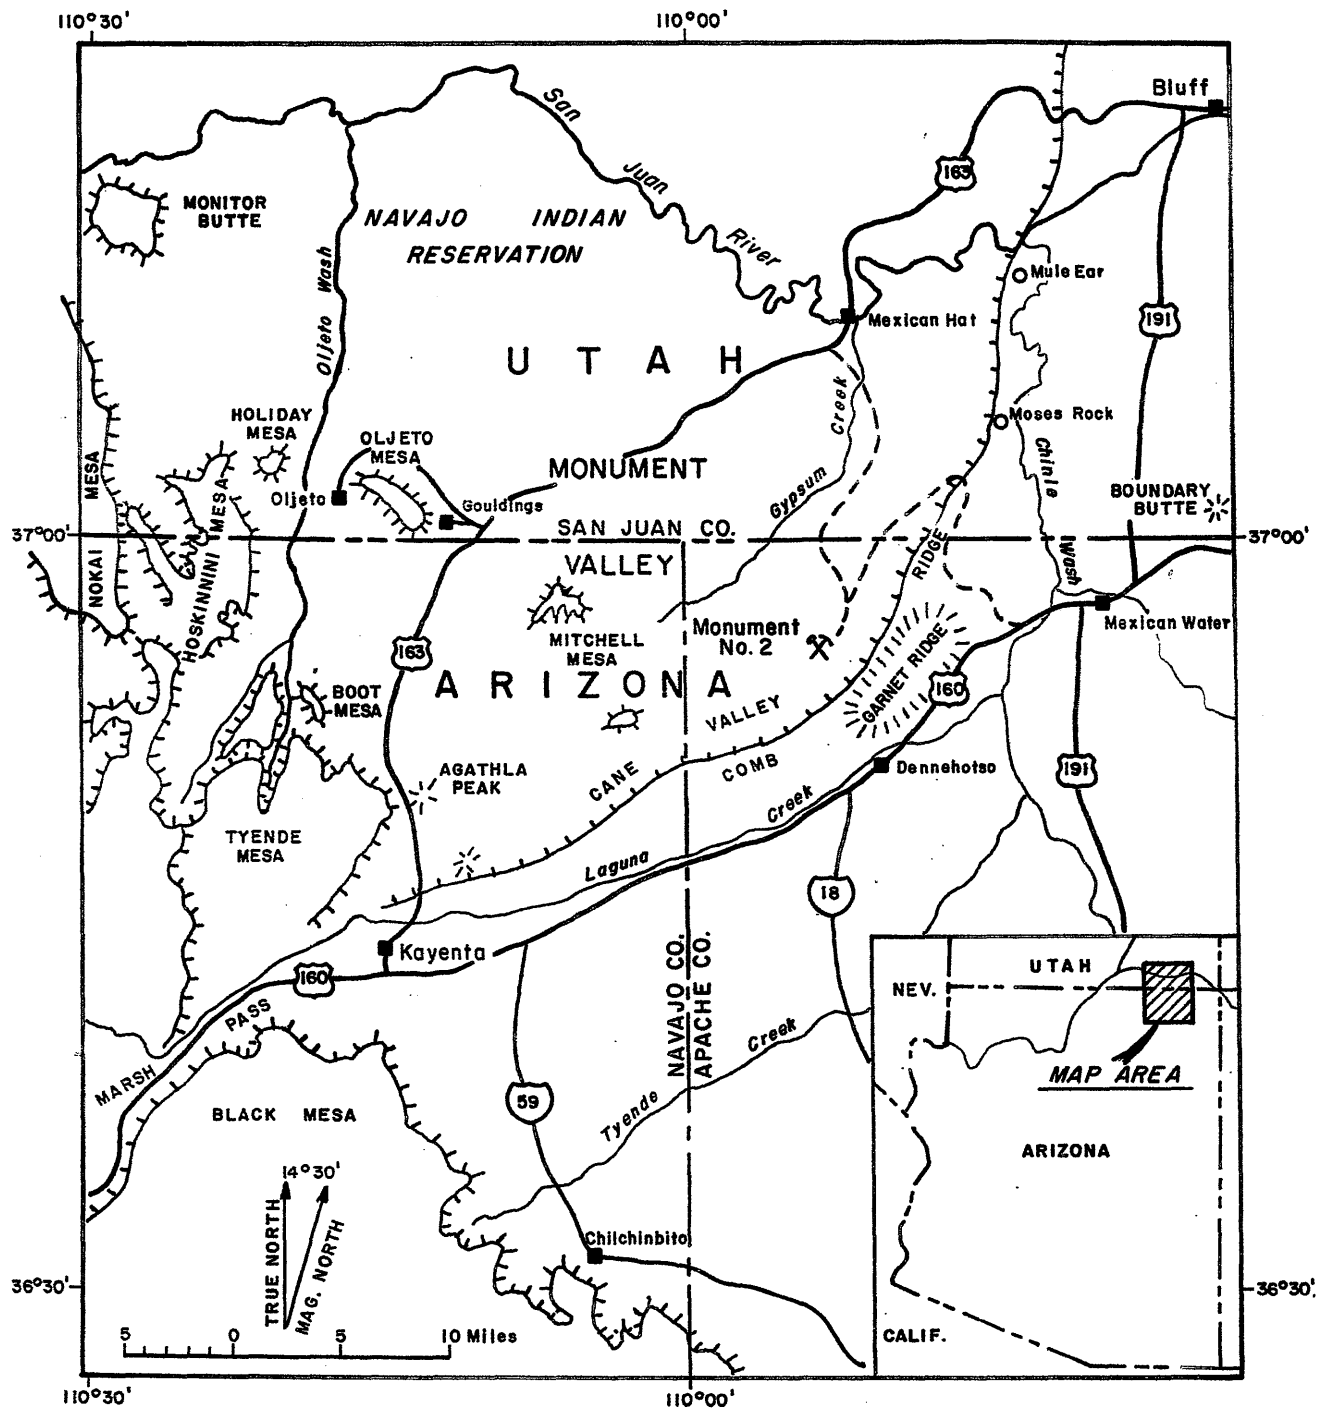 110°30'
110°00'
Bluff
San
Juan
River
163
MONITOR
BUTTE
NAVAJO INDIAN
RESERVATION
Oljeto Wash
Mule Ear
Mexican Hat
191
UTAH
Creek
HOLIDAY
MESA
OLJETO
MESA
Moses Rock
Chinle
MESA
MONUMENT
Gypsum
BOUNDARY
BUTTE
Oljeto
Gouldings
37°00'
SAN JUAN CO.
37°00'
VALLEY
RIDGE
Wash
NOKAI
HOSKINNINI MESA
MITCHELL
MESA
Monument
No. 2
Mexican Water
163
GARNET RIDGE
160
BOOT
MESA
ARIZONA
VALLEY
CANE
COMB
AGATHLA
PEAK
Dennehotso
191
Creek
TYENDE
MESA
Laguna
18
Kayenta
160
NAVAJO CO.
APACHE CO.
UTAH
NEV.
PASS
MARSH
Creek
MAP AREA
59
BLACK MESA
Tyende
ARIZONA
14°30'
TRUE NORTH
MAG. NORTH
Chilchinbito
36°30'
36°30'
5 0 5 10 Miles
CALIF.
110°30'
110°00'